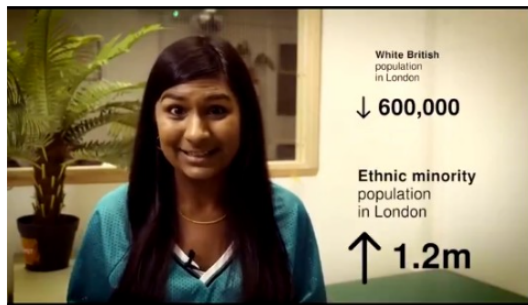 White British
population
in London
↓ 600,000
Ethnic minority
population
in London
↑ 1.2m